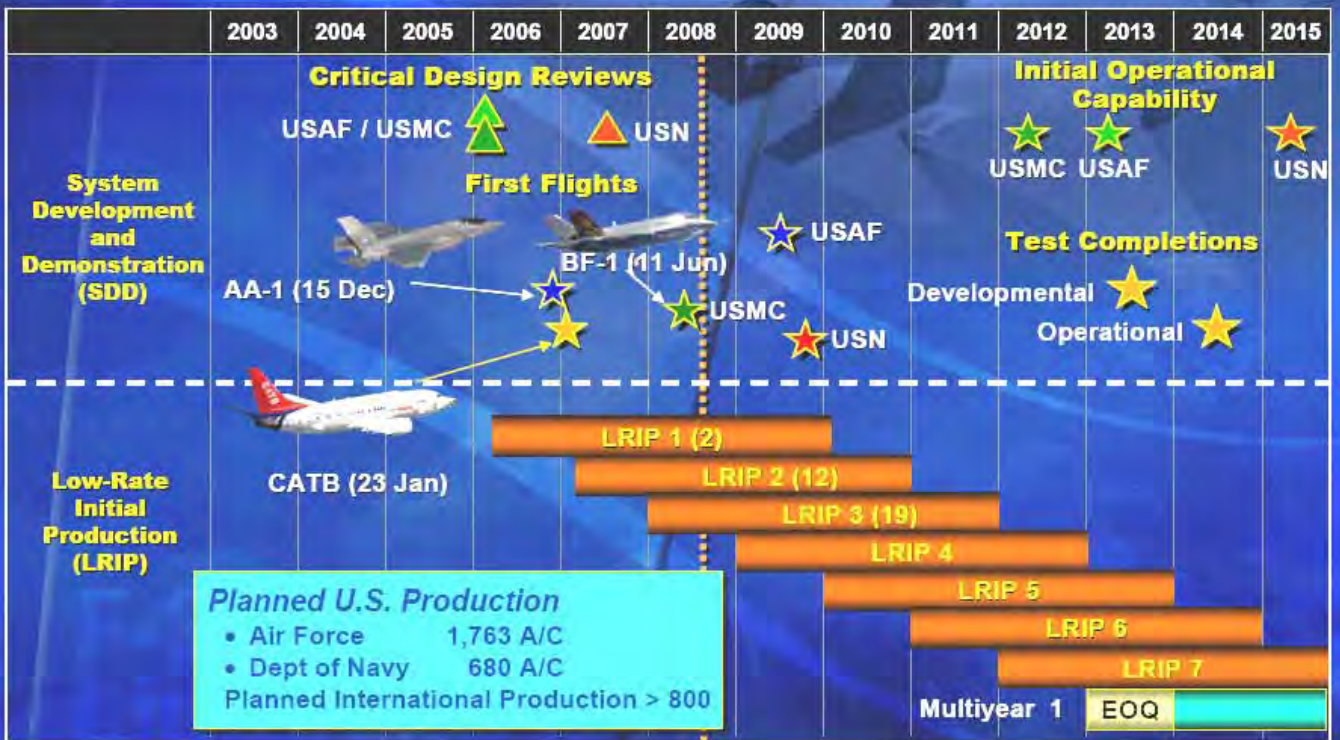 2003 2004 2005 2006 2007 2008 2009 2010 2011 2012 2013 2014 2015
Critical Design Reviews
USAF / USMC
USN
Initial Operational
Capability
USMC
USAF
USN
System
Development
and
Demonstration
(SDD)
First Flights
AA-1 (15 Dec)
BF-1 (11 Jun)
USAF
USMC
USN
Test Completions
Developmental
Operational
CATB
CATB (23 Jan)
Low-Rate
Initial
Production
(LRIP)
LRIP 1 (2)
LRIP 2 (12)
LRIP 3 (19)
LRIP 4
LRIP 5
LRIP 6
LRIP 7
Multiyear 1 EOQ
Planned U.S. Production
• Air Force 1,763 A/C
• Dept of Navy 680 A/C
Planned International Production > 800